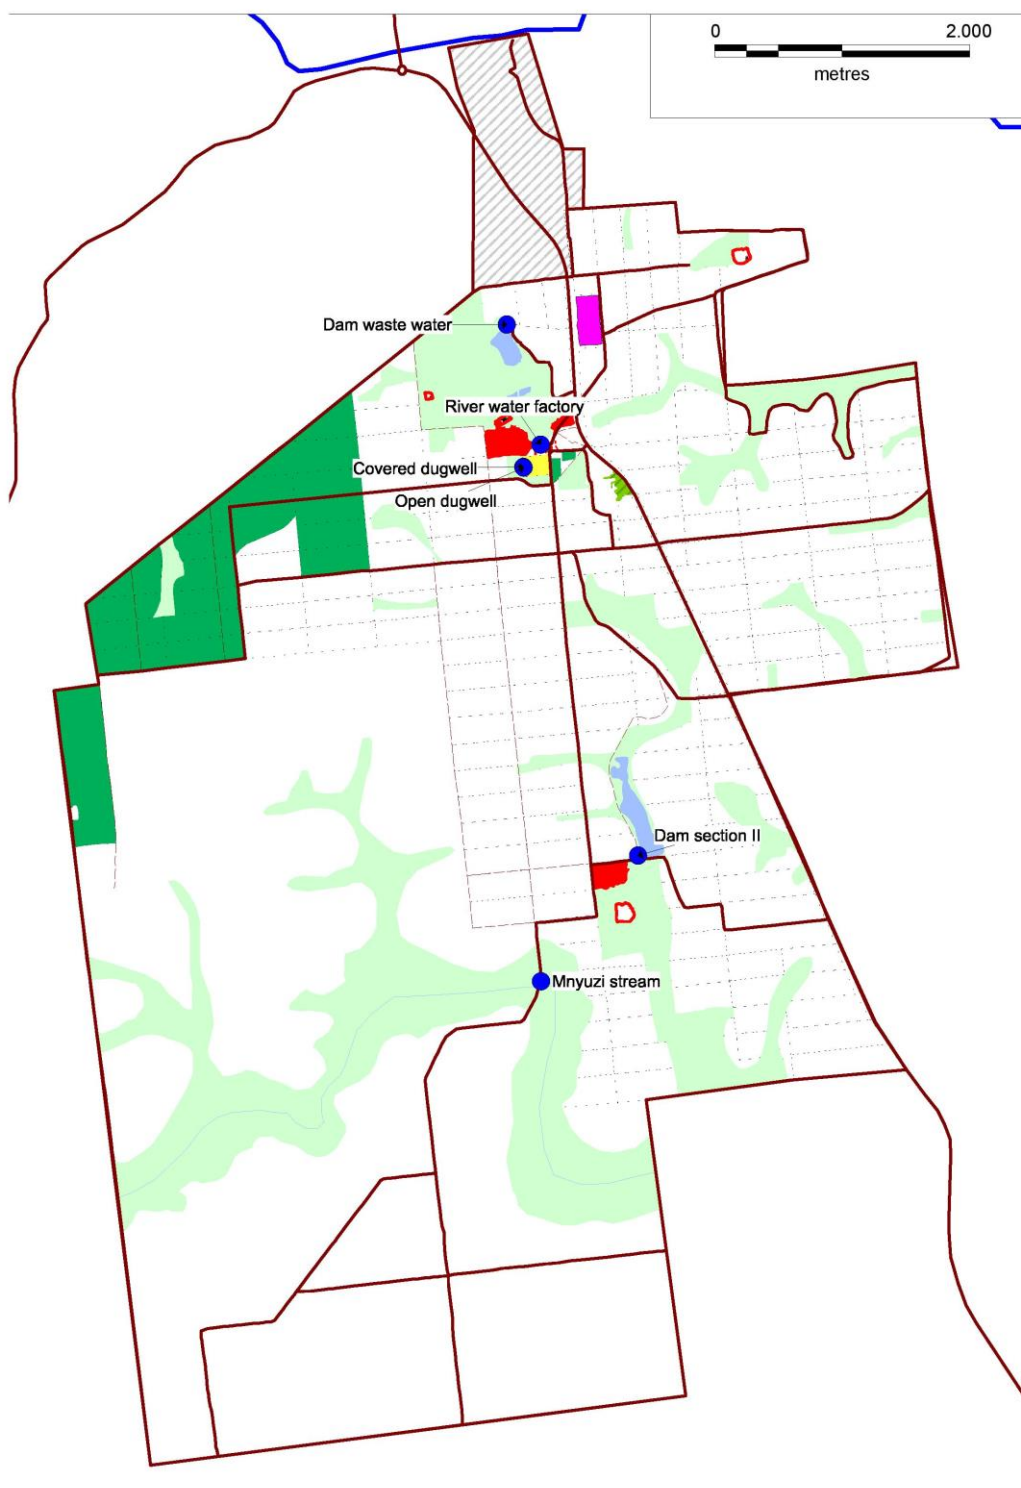 0 2.000
metres
Dam waste water
River water factory
Covered dugwell
Open dugwell
Dam section II
Mnyuzi stream